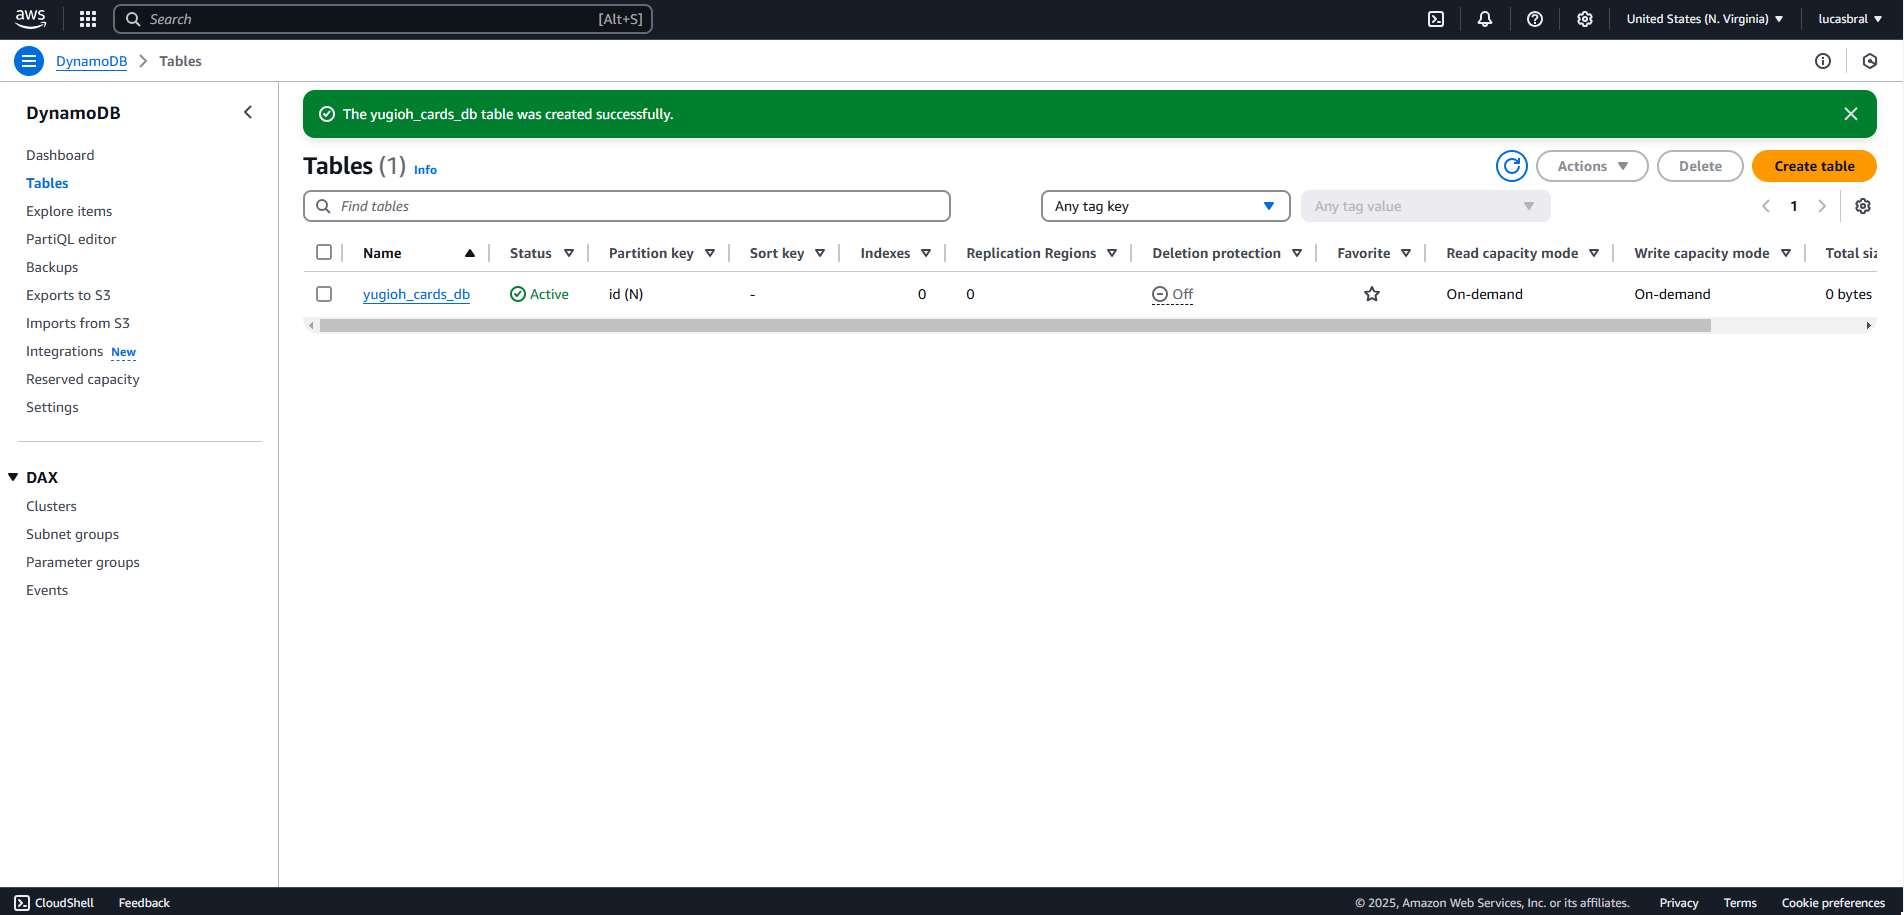 aws
Search [Alt+S]
United States (N. Virginia)
lucasbral
DynamoDB
Tables
DynamoDB
Dashboard
Tables
Explore items
PartiQL editor
Backups
Exports to S3
Imports from S3
Integrations New
Reserved capacity
Settings
DAX
Clusters
Subnet groups
Parameter groups
Events
The yugioh_cards_db table was created successfully.
Tables (1) Info
Actions
Delete
Create table
Find tables
Any tag key
Any tag value
1
Name Status Partition key Sort key Indexes Replication Regions Deletion protection Favorite Read capacity mode Write capacity mode Total siz
yugioh_cards_db Active id (N) - 0 0 Off On-demand On-demand 0 bytes
CloudShell Feedback © 2025, Amazon Web Services, Inc. or its affiliates. Privacy Terms Cookie preferences